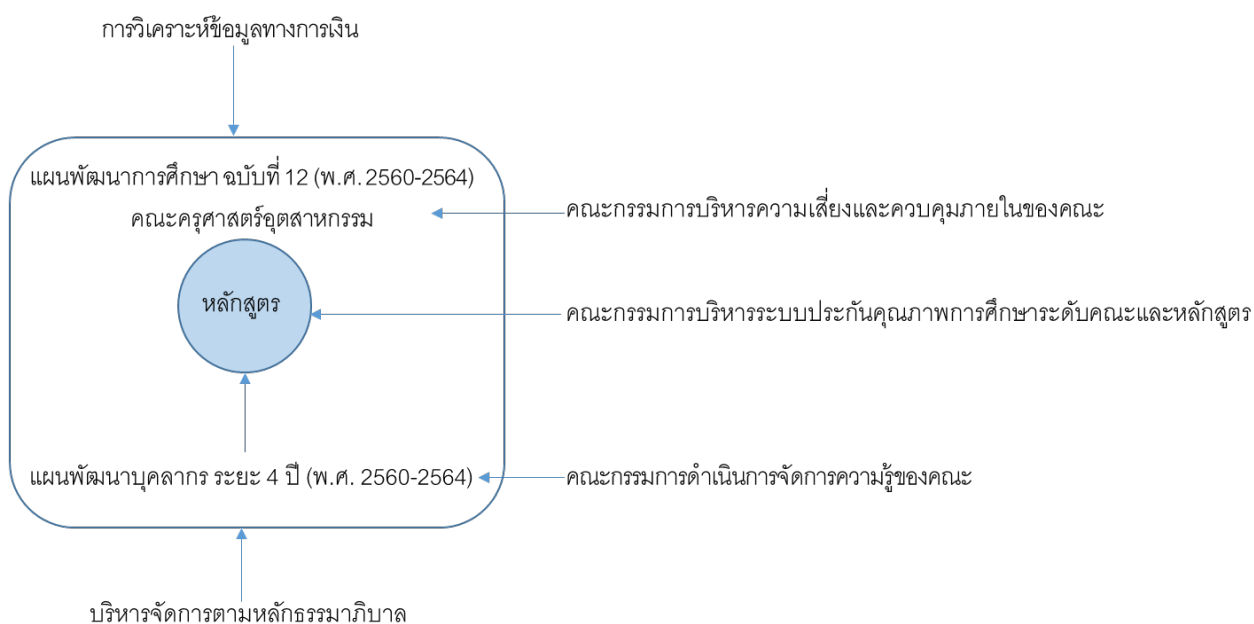 การวิเคราะห์ข้อมูลทางการเงิน
แผนพัฒนาการศึกษา ฉบับที่ 12 (พ.ศ. 2560-2564)
คณะครุศาสตร์อุตสาหกรรม
คณะกรรมการบริหารความเสี่ยงและควบคุมภายในของคณะ
หลักสูตร
คณะกรรมการบริหารระบบประกันคุณภาพการศึกษาระดับคณะและหลักสูตร
แผนพัฒนาบุคลากร ระยะ 4 ปี (พ.ศ. 2560-2564)
คณะกรรมการดำเนินการจัดการความรู้ของคณะ
บริหารจัดการตามหลักธรรมาภิบาล